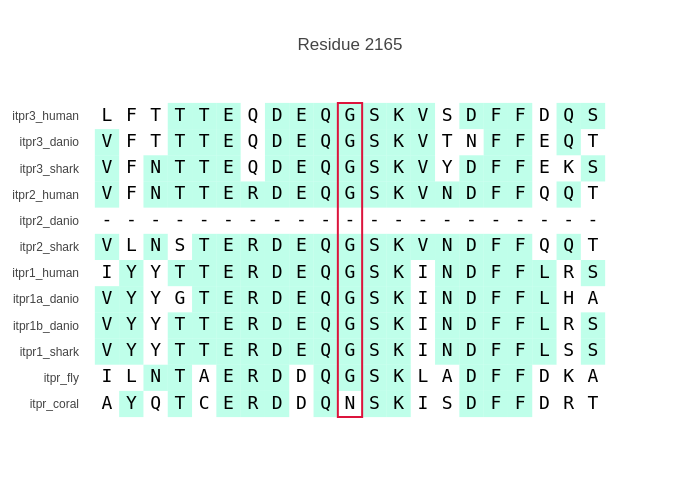 Residue 2165
itpr3_human L F T T T E Q D E Q G S K V S D F F D Q S
itpr3_danio V F T T T E Q D E Q G S K V T N F F E Q T
itpr3_shark V F N T T E Q D E Q G S K V Y D F F E K S
itpr2_human V F N T T E R D E Q G S K V N D F F Q Q T
itpr2_danio - - - - - - - - - - - - - - - - - - - - -
itpr2_shark V L N S T E R D E Q G S K V N D F F Q Q T
itpr1_human I Y Y T T E R D E Q G S K I N D F F L R S
itpr1a_danio V Y Y G T E R D E Q G S K I N D F F L H A
itpr1b_danio V Y Y T T E R D E Q G S K I N D F F L R S
itpr1_shark V Y Y T T E R D E Q G S K I N D F F L S S
itpr_fly I L N T A E R D D Q G S K L A D F F D K A
itpr_coral A Y Q T C E R D D Q N S K I S D F F D R T